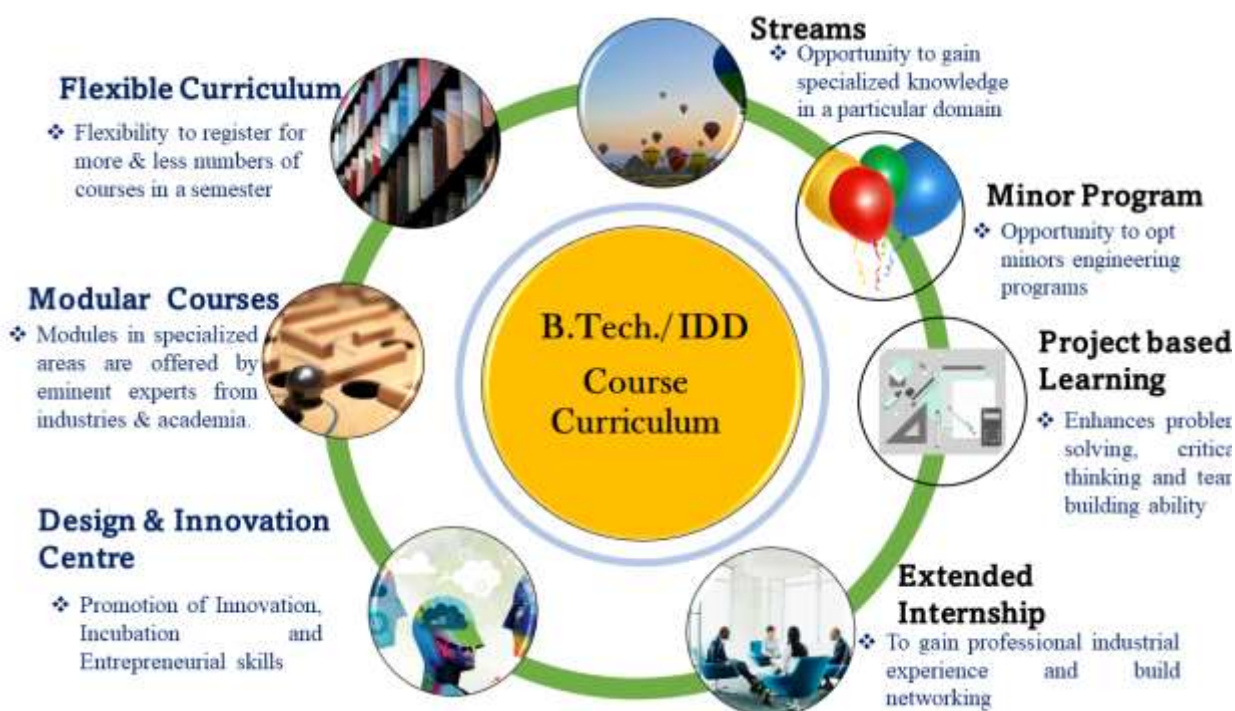 Streams
❖ Opportunity to gain
specialized knowledge
in a particular domain
Minor Program
❖ Opportunity to opt
minors engineering
programs
Project based
Learning
❖ Enhances problem
solving, critica
thinking and tear
building ability
Extended
Internship
❖ To gain professional industrial
experience and build
networking
Design & Innovation
Centre
❖ Promotion of Innovation,
Incubation and
Entrepreneurial skills
Modular Courses
❖ Modules in specialized
areas are offered by
eminent experts from
industries & academia.
Flexible Curriculum
❖ Flexibility to register for
more & less numbers of
courses in a semester
B.Tech./IDD
Course
Curriculum